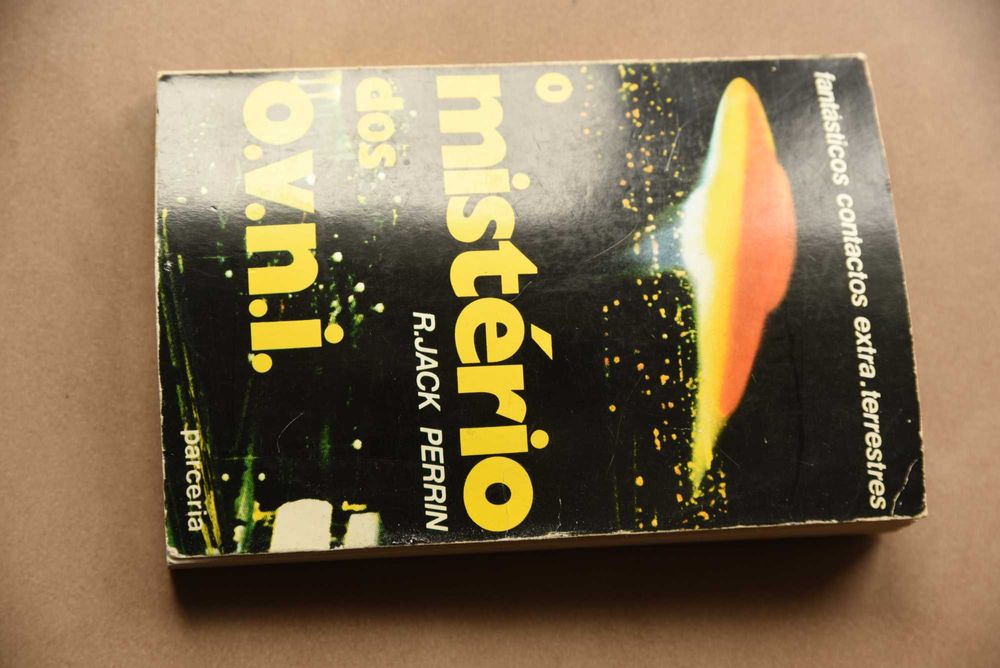 fantásticos contactos extra.terrestres
o
mistério
R.JACK PERRIN
dos
o.v.n.i.
parceria